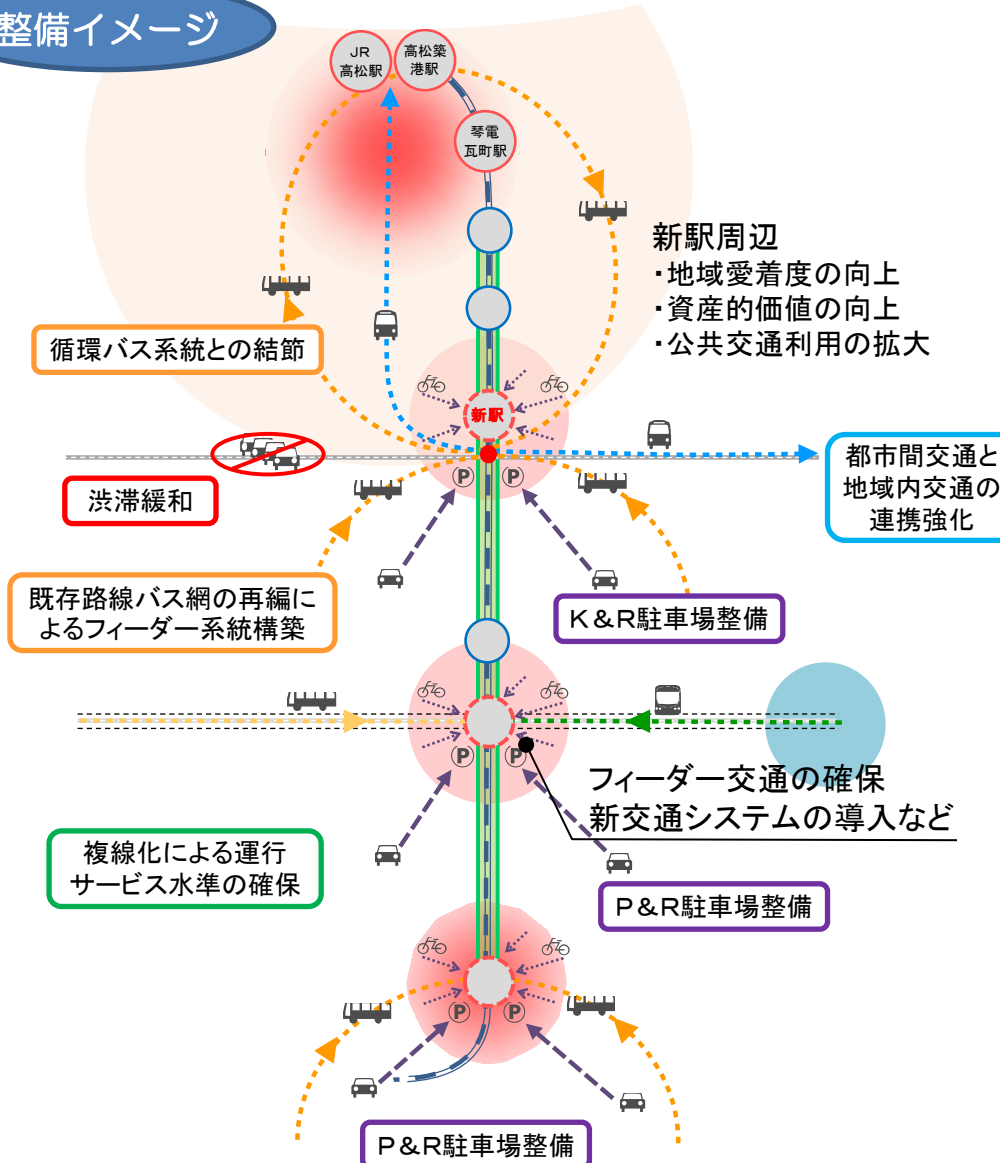 整備イメージ
JR
高松駅
高松築
港駅
琴電
瓦町駅
新駅周辺
・地域愛着度の向上
・資産的価値の向上
・公共交通利用の拡大
循環バス系統との結節
新駅
渋滞緩和
P
P
都市間交通と
地域内交通の
連携強化
既存路線バス網の再編に
よるフィーダー系統構築
K&R駐車場整備
P
P
フィーダー交通の確保
新交通システムの導入など
複線化による運行
サービス水準の確保
P&R駐車場整備
P
P
P&R駐車場整備